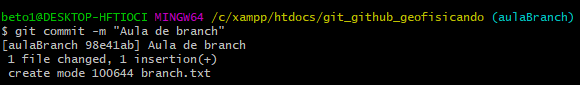 beto1@DESKTOP-HFTIOCI MINGW64 /c/xampp/htdocs/git_github_geofisicando (aulaBranch)
$ git commit -m "Aula de branch"
[aulaBranch 98e41ab] Aula de branch
 1 file changed, 1 insertion(+)
 create mode 100644 branch.txt